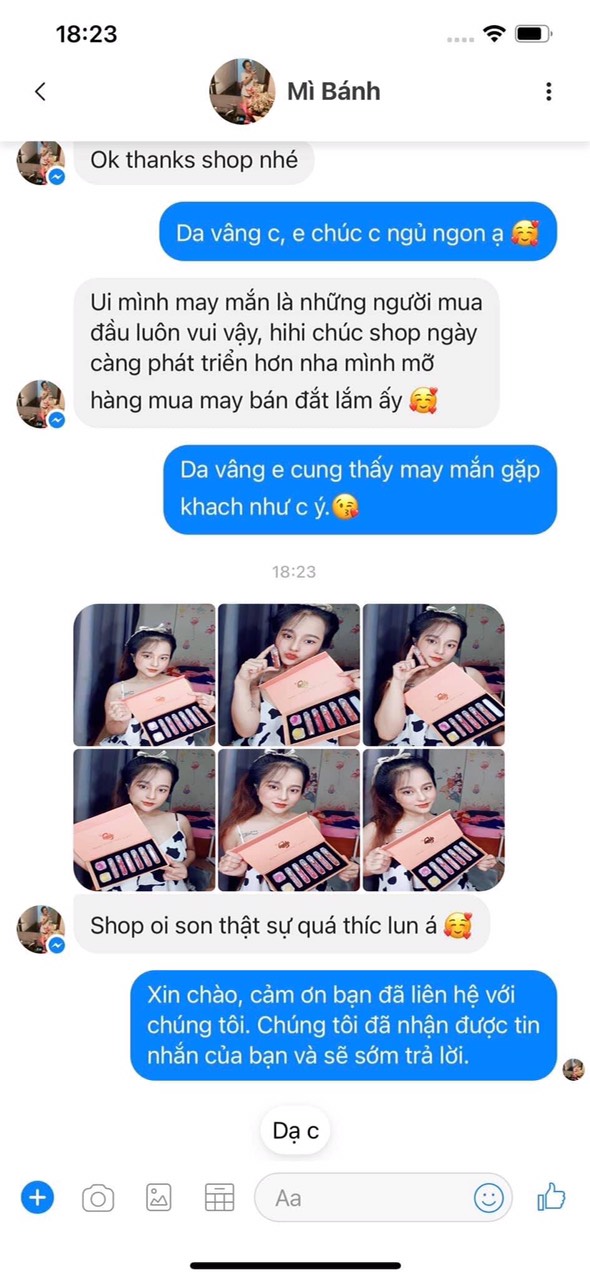 18:23
Mì Bánh
Ok thanks shop nhé
Da vâng c, e chúc c ngủ ngon ạ 🥰
Ui mình may mắn là những người mua
đầu luôn vui vậy, hihi chúc shop ngày
càng phát triển hơn nha mình mỡ
hàng mua may bán đắt lắm ấy 🥰
Da vâng e cung thấy may mắn gặp
khach như c ý.😘
18:23
Shop oi son thật sự quá thíc lun á 🥰
Xin chào, cảm ơn bạn đã liên hệ với
chúng tôi. Chúng tôi đã nhận được tin
nhắn của bạn và sẽ sớm trả lời.
Dạ c
Aa